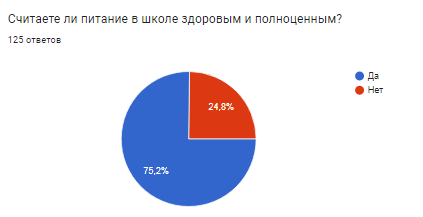 Считаете ли питание в школе здоровым и полноценным?
125 ответов
Да
Нет
24,8%
75,2%